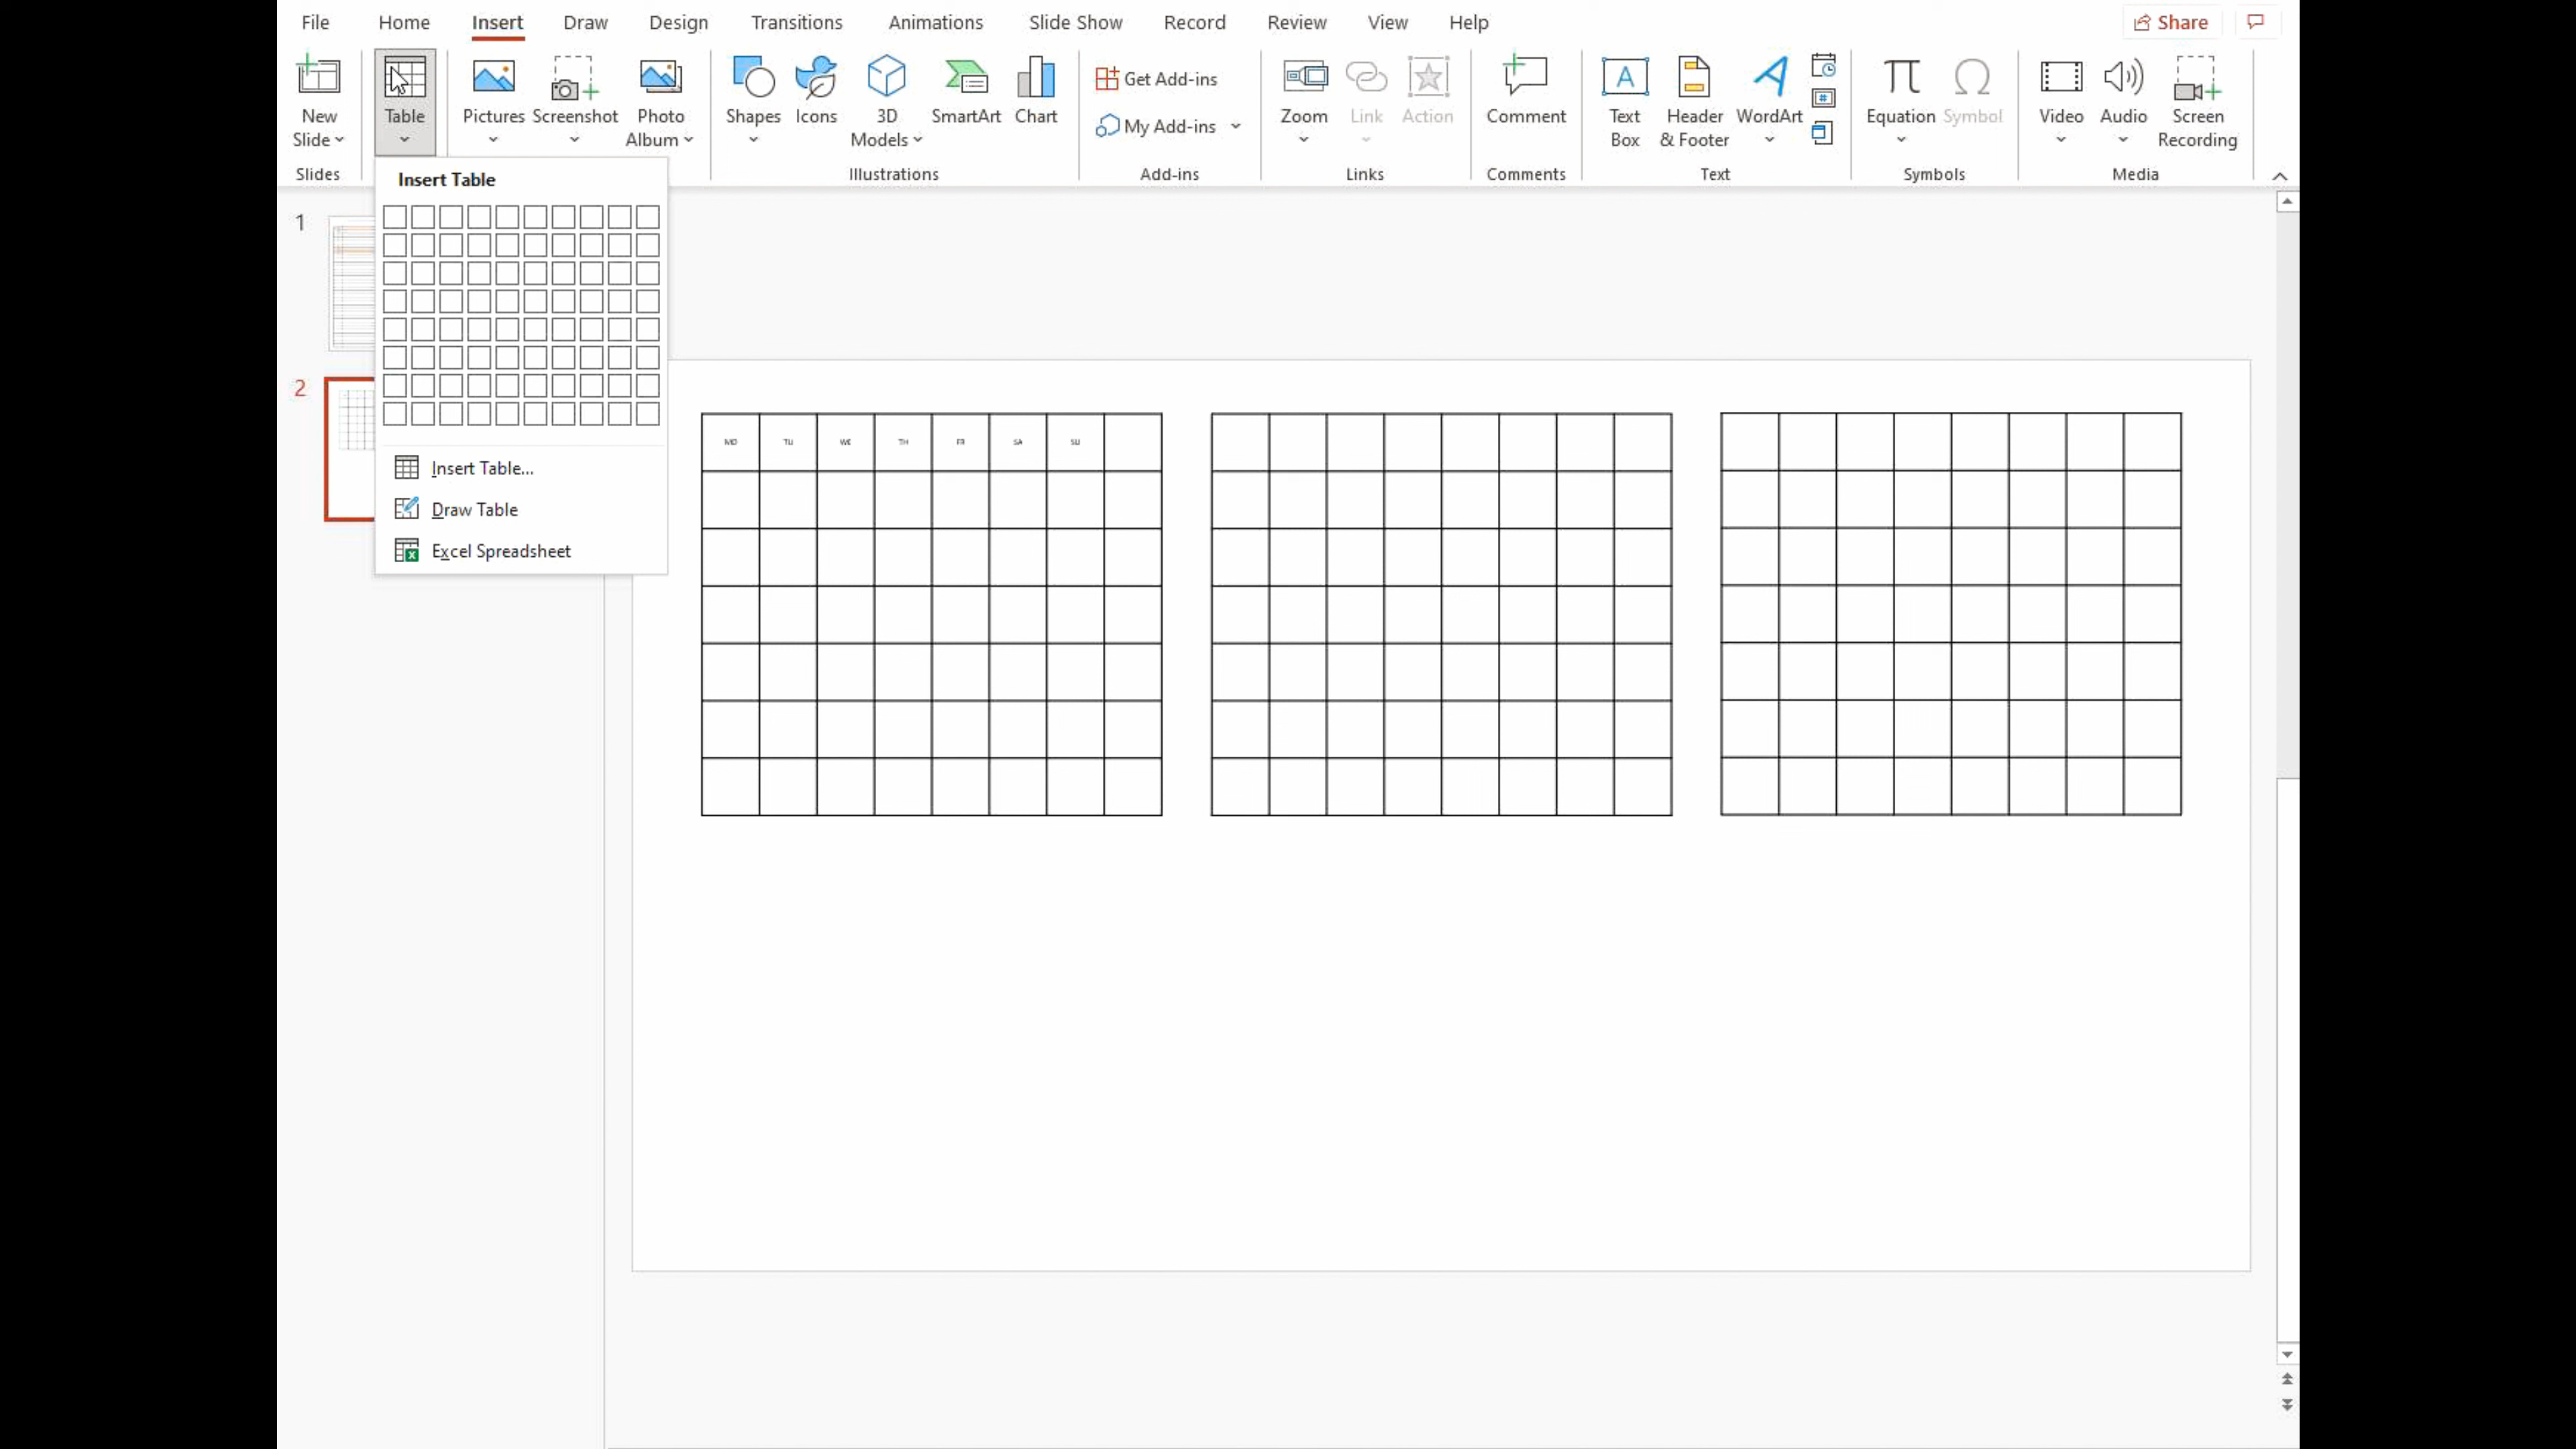 File Home Insert Draw Design Transitions Animations Slide Show Record Review View Help Share
New Slide Table Pictures Screenshot Photo Album Shapes Icons 3D Models SmartArt Chart Get Add-ins My Add-ins Zoom Link Action Comment Text Box Header & Footer WordArt Equation Symbol Video Audio Screen Recording
Slides Illustrations Add-ins Links Comments Text Symbols Media
Insert Table
Insert Table...
Draw Table
Excel Spreadsheet
1
2
MO TU WE TH FR SA SU